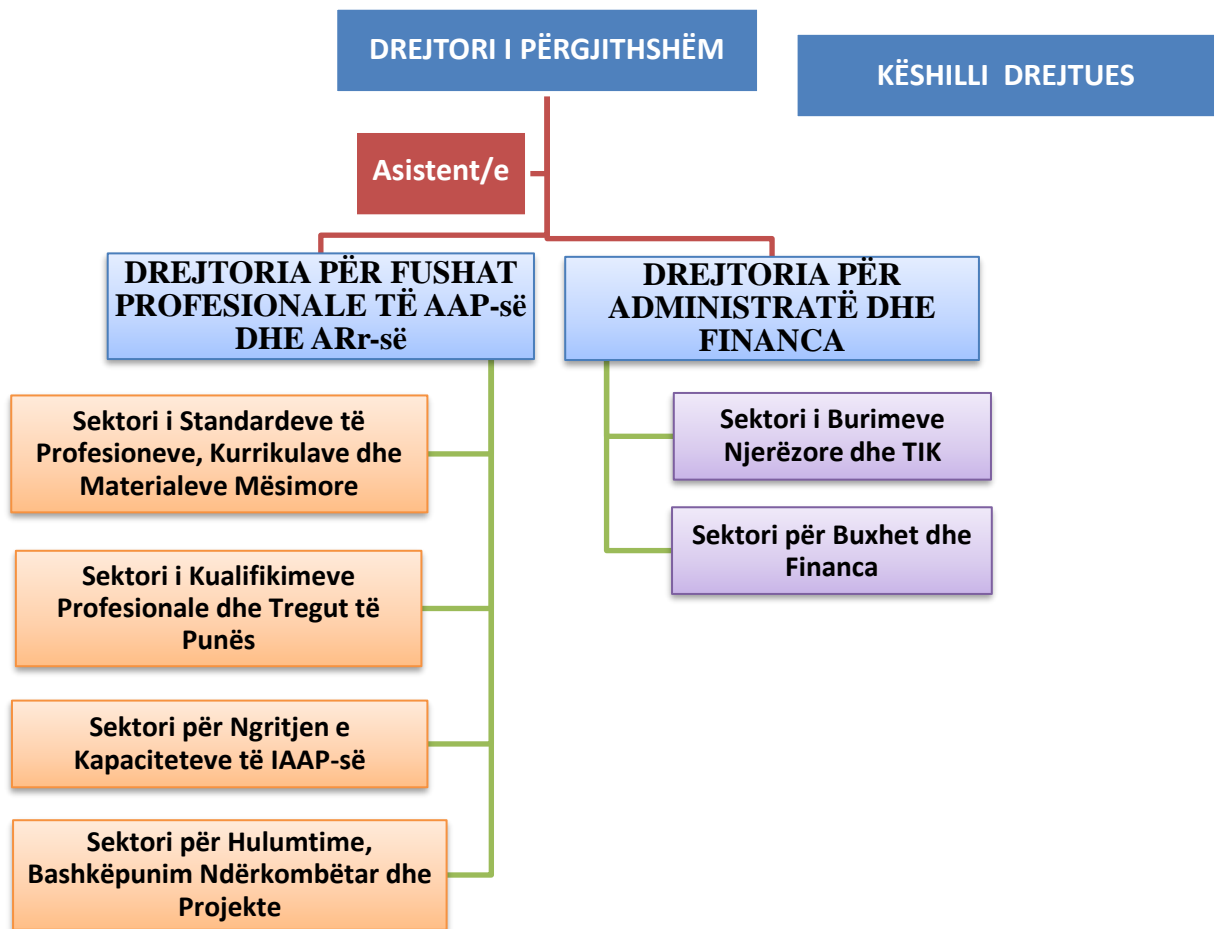 DREJTORI I PËRGJITHSHËM
KËSHILLI DREJTUES
Asistent/e
DREJTORIA PËR FUSHAT
PROFESIONALE TË AAP-së
DHE ARr-së
DREJTORIA PËR
ADMINISTRATË DHE
FINANCA
Sektori i Standardeve të
Profesioneve, Kurrikulave dhe
Materialeve Mësimore
Sektori i Kualifikimeve
Profesionale dhe Tregut të
Punës
Sektori për Ngritjen e
Kapaciteteve të IAAP-së
Sektori për Hulumtime,
Bashkëpunim Ndërkombëtar dhe
Projekte
Sektori i Burimeve
Njerëzore dhe TIK
Sektori për Buxhet dhe
Financa